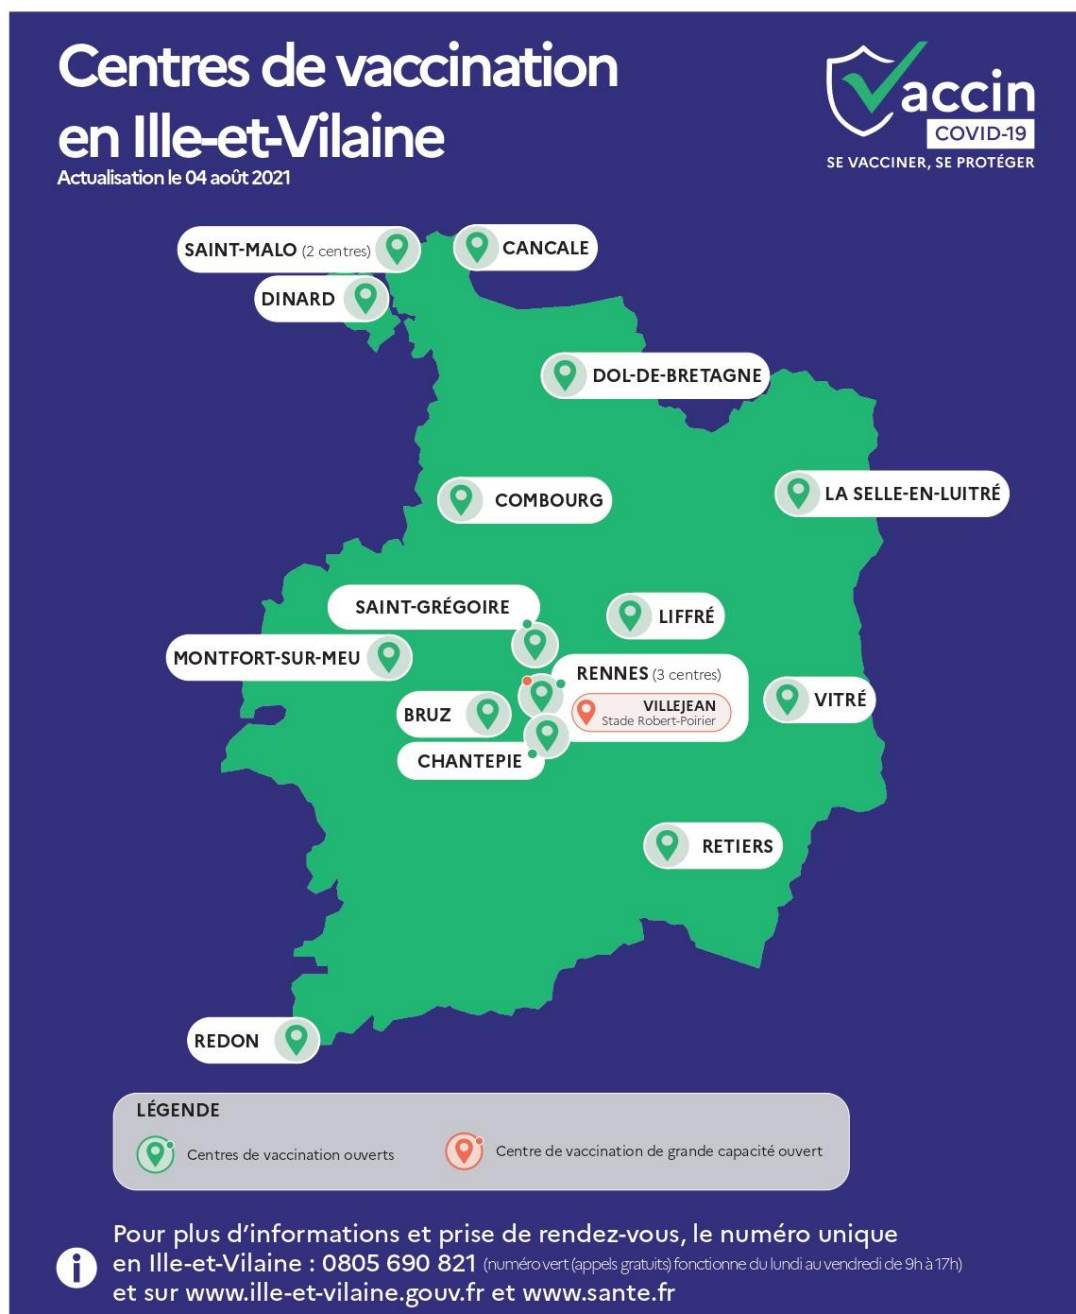 Centres de vaccination
en Ille-et-Vilaine
Actualisation le 04 août 2021
Vaccin
COVID-19
SE VACCINER, SE PROTÉGER
SAINT-MALO (2 centres)
CANCALE
DINARD
DOL-DE-BRETAGNE
COMBOURG
LA SELLE-EN-LUITRÉ
SAINT-GRÉGOIRE
LIFFRÉ
MONTFORT-SUR-MEU
RENNES (3 centres)
VILLEJEAN
Stade Robert-Poirier
VITRÉ
BRUZ
CHANTEPIE
RETIERS
REDON
LÉGENDE
Centres de vaccination ouverts
Centre de vaccination de grande capacité ouvert
Pour plus d'informations et prise de rendez-vous, le numéro unique
en Ille-et-Vilaine : 0805 690 821 (numéro vert (appels gratuits) fonctionne du lundi au vendredi de 9h à 17h)
et sur www.ille-et-vilaine.gouv.fr et www.sante.fr